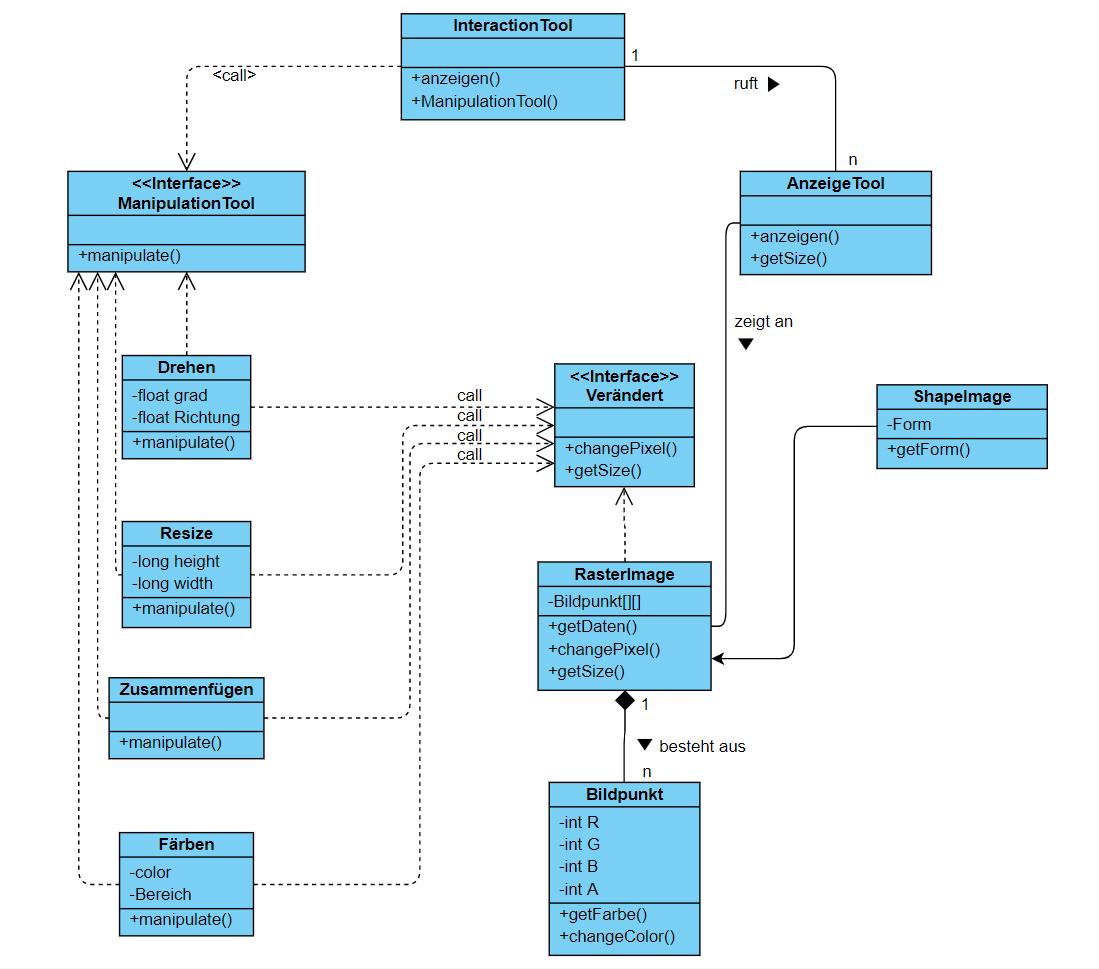 InteractionTool
+anzeigen()
+ManipulationTool()
<call>
1
ruft
n
<<Interface>>
ManipulationTool
+manipulate()
AnzeigeTool
+anzeigen()
+getSize()
zeigt an
Drehen
-float grad
-float Richtung
+manipulate()
call
call
call
call
<<Interface>>
Verändert
+changePixel()
+getSize()
ShapeImage
-Form
+getForm()
Resize
-long height
-long width
+manipulate()
RasterImage
-Bildpunkt[][]
+getDaten()
+changePixel()
+getSize()
Zusammenfügen
+manipulate()
1
besteht aus
n
Bildpunkt
-int R
-int G
-int B
-int A
+getFarbe()
+changeColor()
Färben
-color
-Bereich
+manipulate()